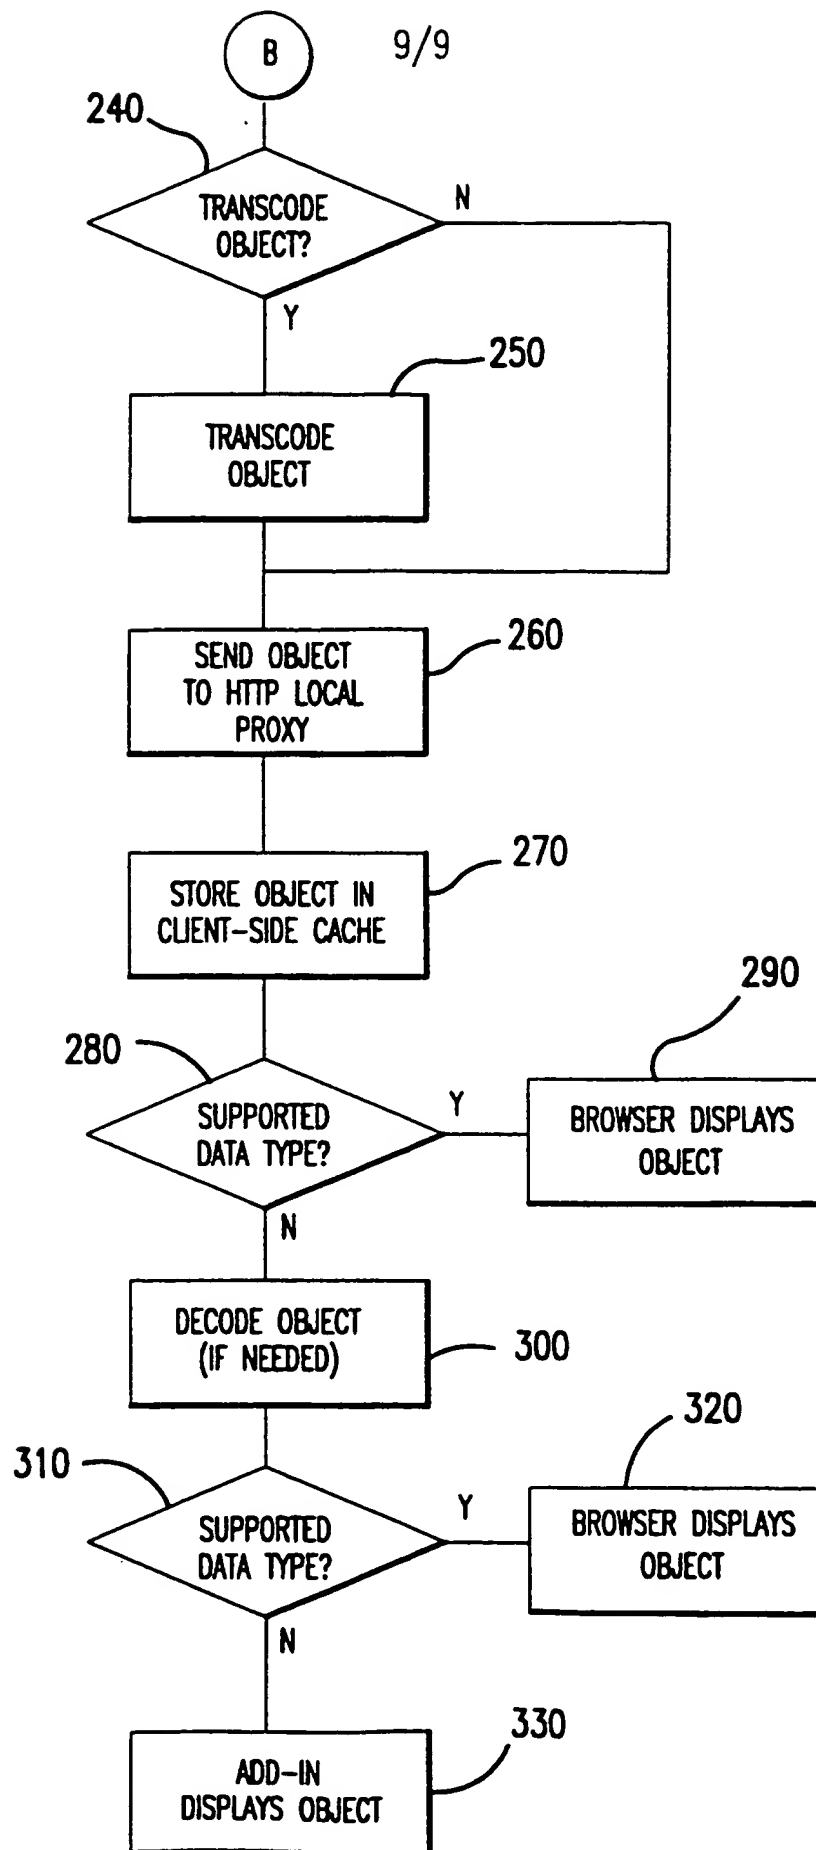 B
9/9
240
TRANSCODE
OBJECT?
N
Y
250
TRANSCODE
OBJECT
260
SEND OBJECT
TO HTTP LOCAL
PROXY
270
STORE OBJECT IN
CLIENT-SIDE CACHE
290
280
SUPPORTED
DATA TYPE?
Y
BROWSER DISPLAYS
OBJECT
N
DECODE OBJECT
(IF NEEDED)
300
320
310
SUPPORTED
DATA TYPE?
Y
BROWSER DISPLAYS
OBJECT
N
330
ADD-IN
DISPLAYS OBJECT